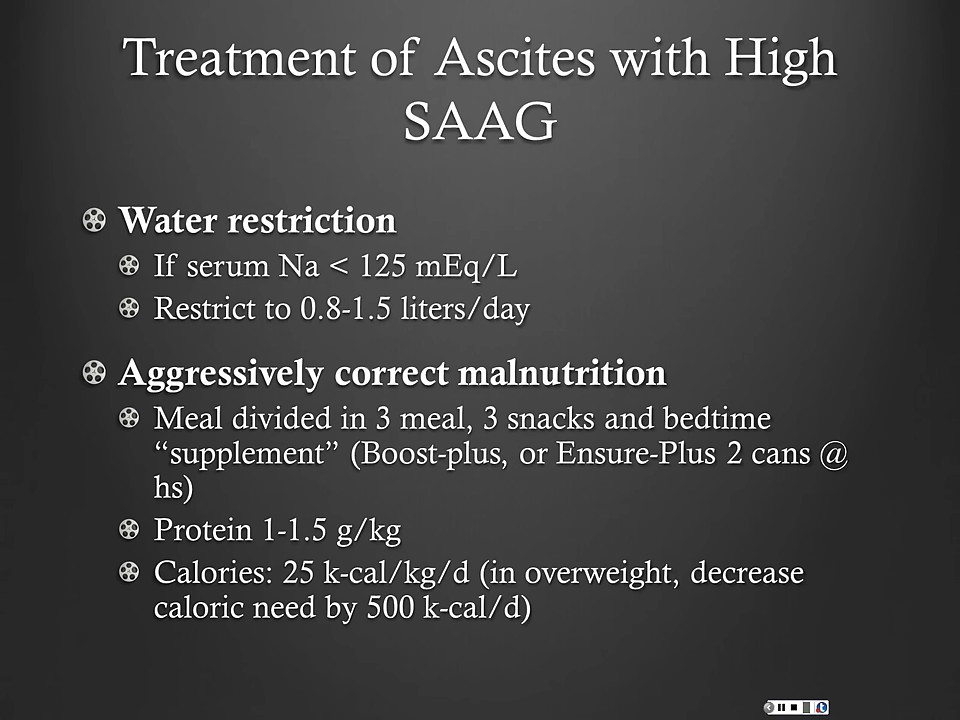 Treatment of Ascites with High
SAAG
Water restriction
If serum Na < 125 mEq/L
Restrict to 0.8-1.5 liters/day
Aggressively correct malnutrition
Meal divided in 3 meal, 3 snacks and bedtime
“supplement” (Boost-plus, or Ensure-Plus 2 cans @
hs)
Protein 1-1.5 g/kg
Calories: 25 k-cal/kg/d (in overweight, decrease
caloric need by 500 k-cal/d)